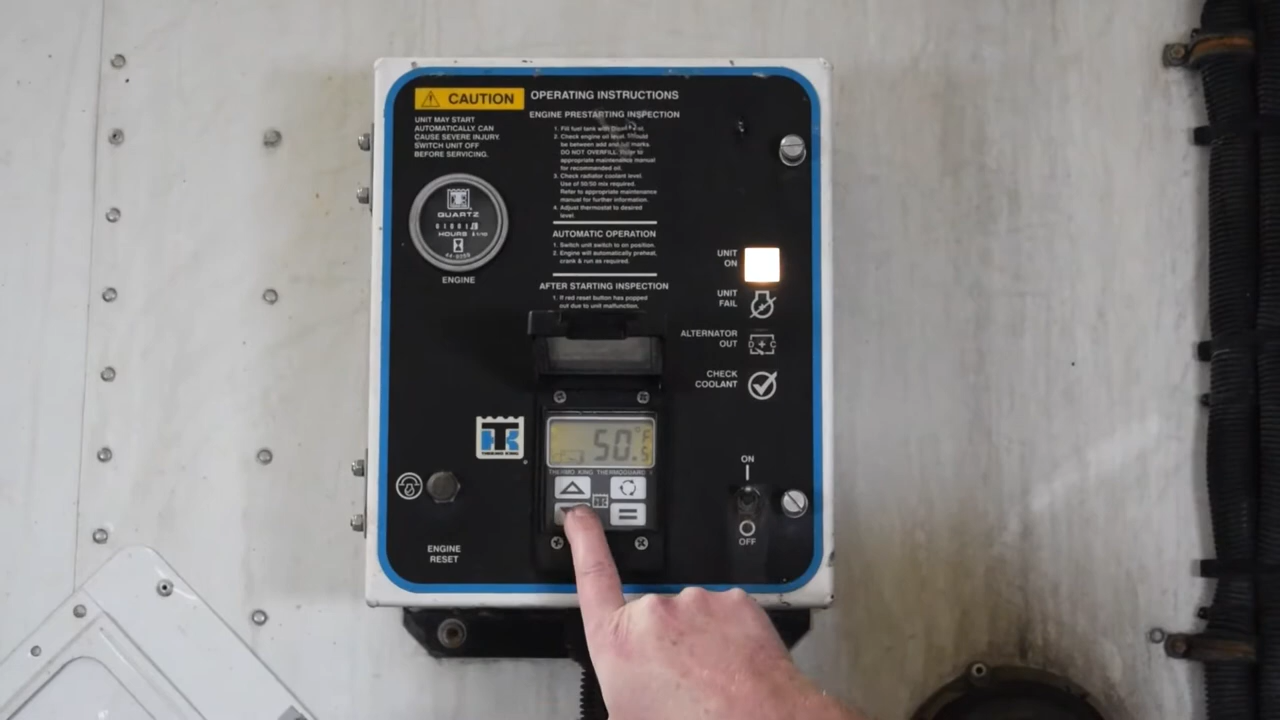 CAUTION
OPERATING INSTRUCTIONS
UNIT MAY START
AUTOMATICALLY. CAN
CAUSE SEVERE INJURY.
SWITCH UNIT OFF
BEFORE SERVICING.
ENGINE PRESTARTING INSPECTION
1. Fill fuel tank with
2. Check engine oil level. Should
be between add and full marks.
DO NOT OVERFILL. Refer to
appropriate maintenance manual
for recommended oil.
3. Check radiator coolant level.
Use of 50/50 mix required.
Refer to appropriate maintenance
manual for further information.
4. Adjust thermostat to desired
level.
QUARTZ
HOURS & 1/10
ENGINE
AUTOMATIC OPERATION
1. Switch unit switch to on position.
2. Engine will automatically preheat,
crank & run as required.
AFTER STARTING INSPECTION
1. If red reset button has popped
out due to unit malfunction,
UNIT
ON
UNIT
FAIL
ALTERNATOR
OUT
D + C
CHECK
COOLANT
TK
THERMO KING
50.°F
S
THERMO KING THERMOGUARD
ON
OFF
ENGINE
RESET